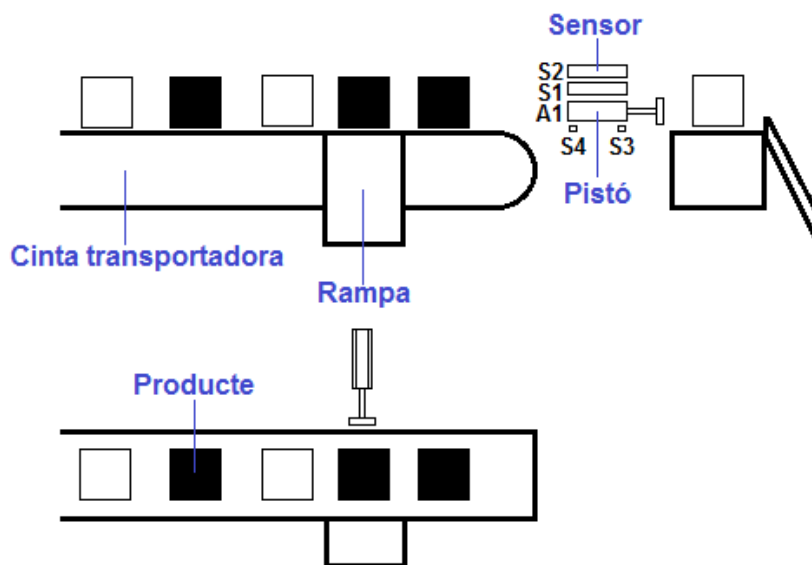 Sensor
S2
S1
A1
S4 S3
Pistó
Cinta transportadora
Rampa
Producte